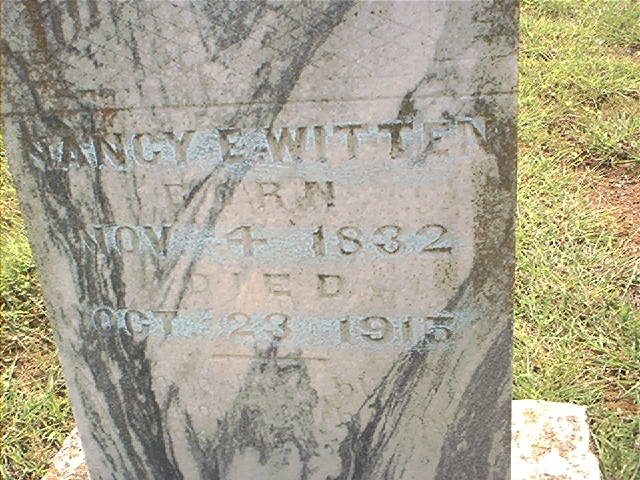 NANCY E. WITTEN
BORN
NOV 4 1832
DIED
OCT 23 1915